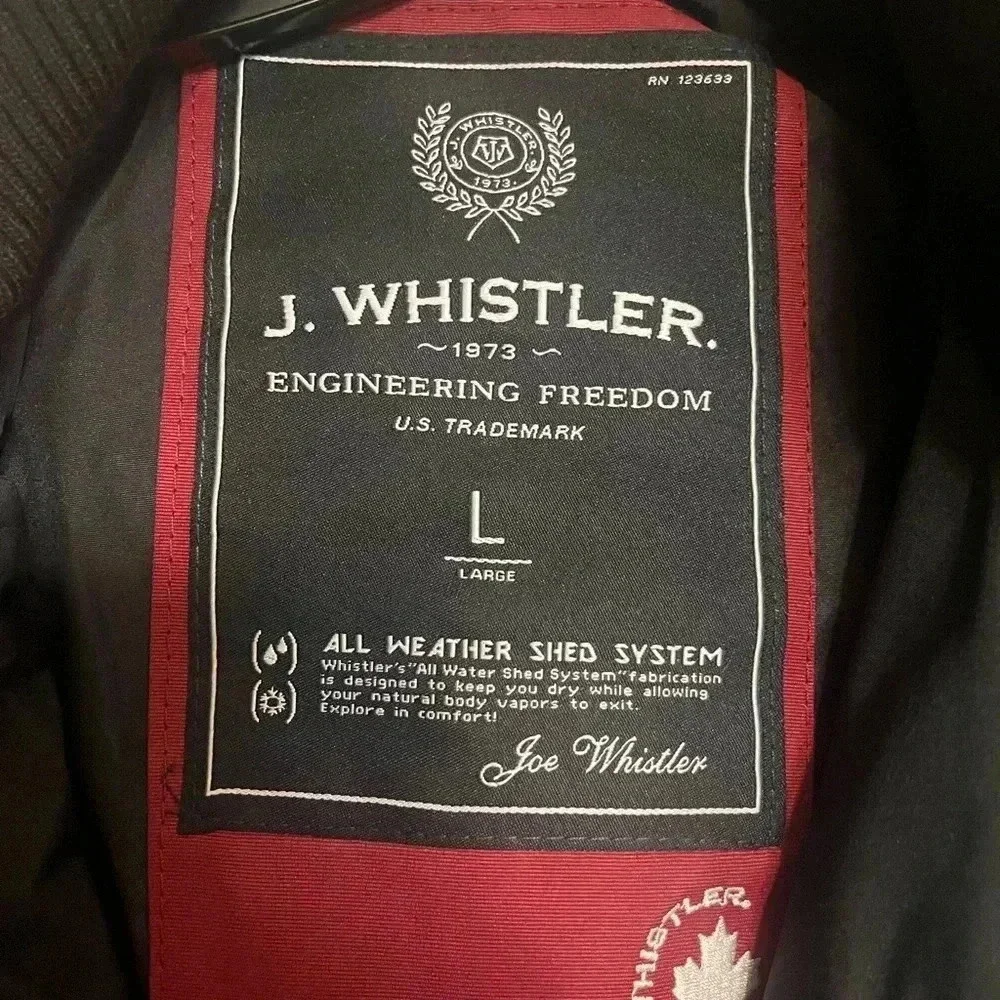 RN 123633
J. WHISTLER.
1973.
J. WHISTLER.
~1973~
ENGINEERING FREEDOM
U.S. TRADEMARK
L
LARGE
ALL WEATHER SHED SYSTEM
Whistler's "All Water Shed System" fabrication
is designed to keep you dry while allowing
your natural body vapors to exit.
Explore in comfort!
Joe Whistler
HISTLER.